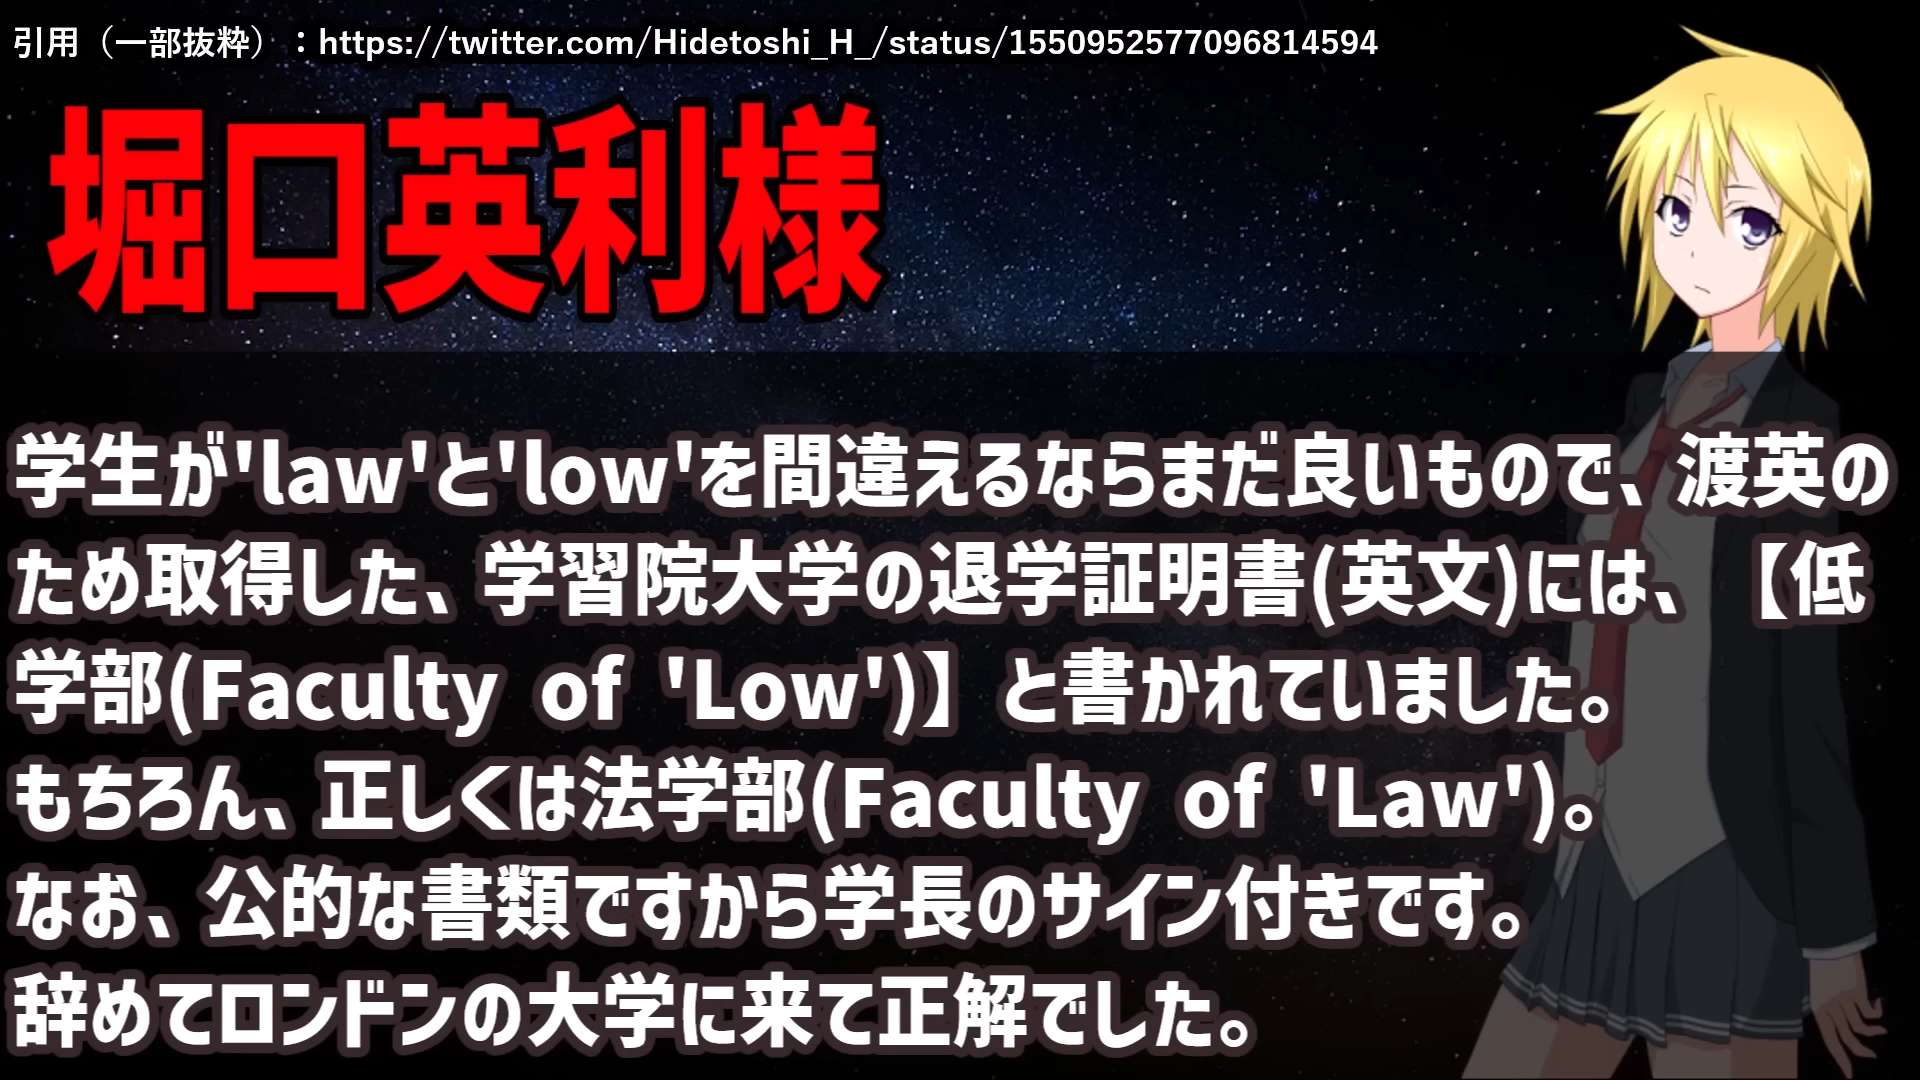 引用（一部抜粋）：https://twitter.com/Hidetoshi_H_/status/1550952577096814594
堀口英利様
学生が'law'と'low'を間違えるならまだ良いもので、渡英の
ため取得した、学習院大学の退学証明書(英文)には、【低
学部(Faculty of 'Low')】と書かれていました。
もちろん、正しくは法学部(Faculty of 'Law')。
なお、公的な書類ですから学長のサイン付きです。
辞めてロンドンの大学に来て正解でした。